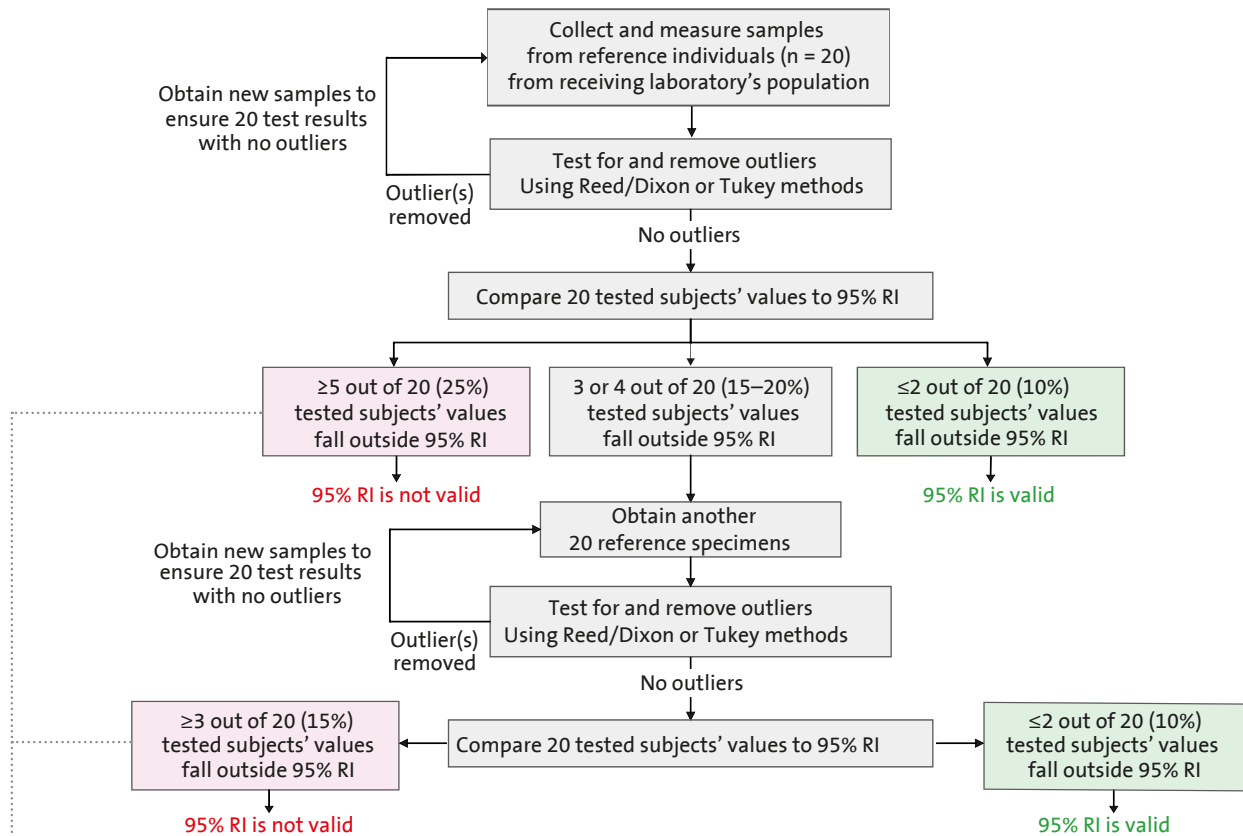 Collect and measure samples
from reference individuals (n = 20)
from receiving laboratory’s population
Obtain new samples to
ensure 20 test results
with no outliers
Test for and remove outliers
Using Reed/Dixon or Tukey methods
Outlier(s)
removed
No outliers
Compare 20 tested subjects’ values to 95% RI
≥5 out of 20 (25%)
tested subjects’ values
fall outside 95% RI
3 or 4 out of 20 (15–20%)
tested subjects’ values
fall outside 95% RI
≤2 out of 20 (10%)
tested subjects’ values
fall outside 95% RI
95% RI is not valid
95% RI is valid
Obtain another
20 reference specimens
Obtain new samples to
ensure 20 test results
with no outliers
Test for and remove outliers
Using Reed/Dixon or Tukey methods
Outlier(s)
removed
No outliers
≥3 out of 20 (15%)
tested subjects’ values
fall outside 95% RI
Compare 20 tested subjects’ values to 95% RI
≤2 out of 20 (10%)
tested subjects’ values
fall outside 95% RI
95% RI is not valid
95% RI is valid